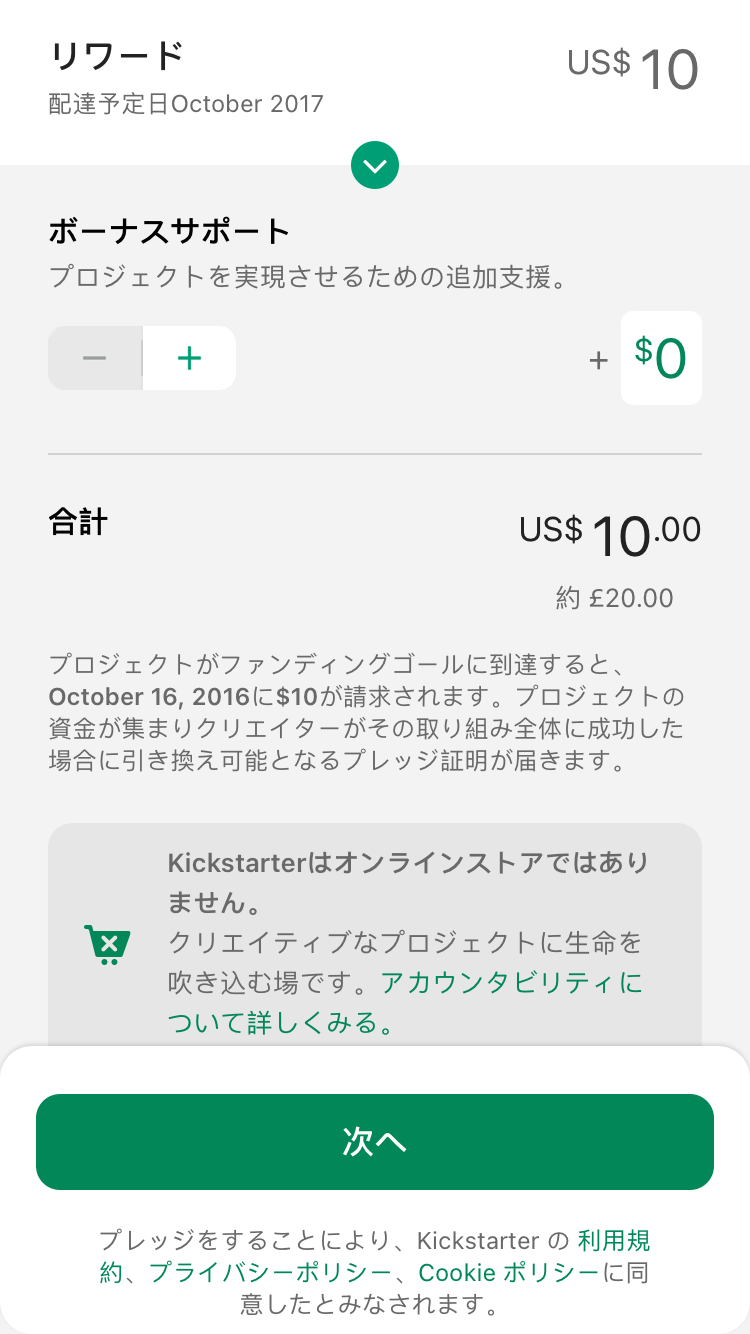 リワード
US$ 10
配達予定日October 2017
ボーナスサポート
プロジェクトを実現させるための追加支援。
− +
+ $0
合計
US$ 10.00
約 £20.00
プロジェクトがファンディングゴールに到達すると、
October 16, 2016に$10が請求されます。プロジェクトの
資金が集まりクリエイターがその取り組み全体に成功した
場合に引き換え可能となるプレッジ証明が届きます。
Kickstarterはオンラインストアではあり
ません。
クリエイティブなプロジェクトに生命を
吹き込む場です。アカウンタビリティに
ついて詳しくみる。
次へ
プレッジをすることにより、Kickstarter の 利用規
約、プライバシーポリシー、Cookie ポリシーに同
意したとみなされます。